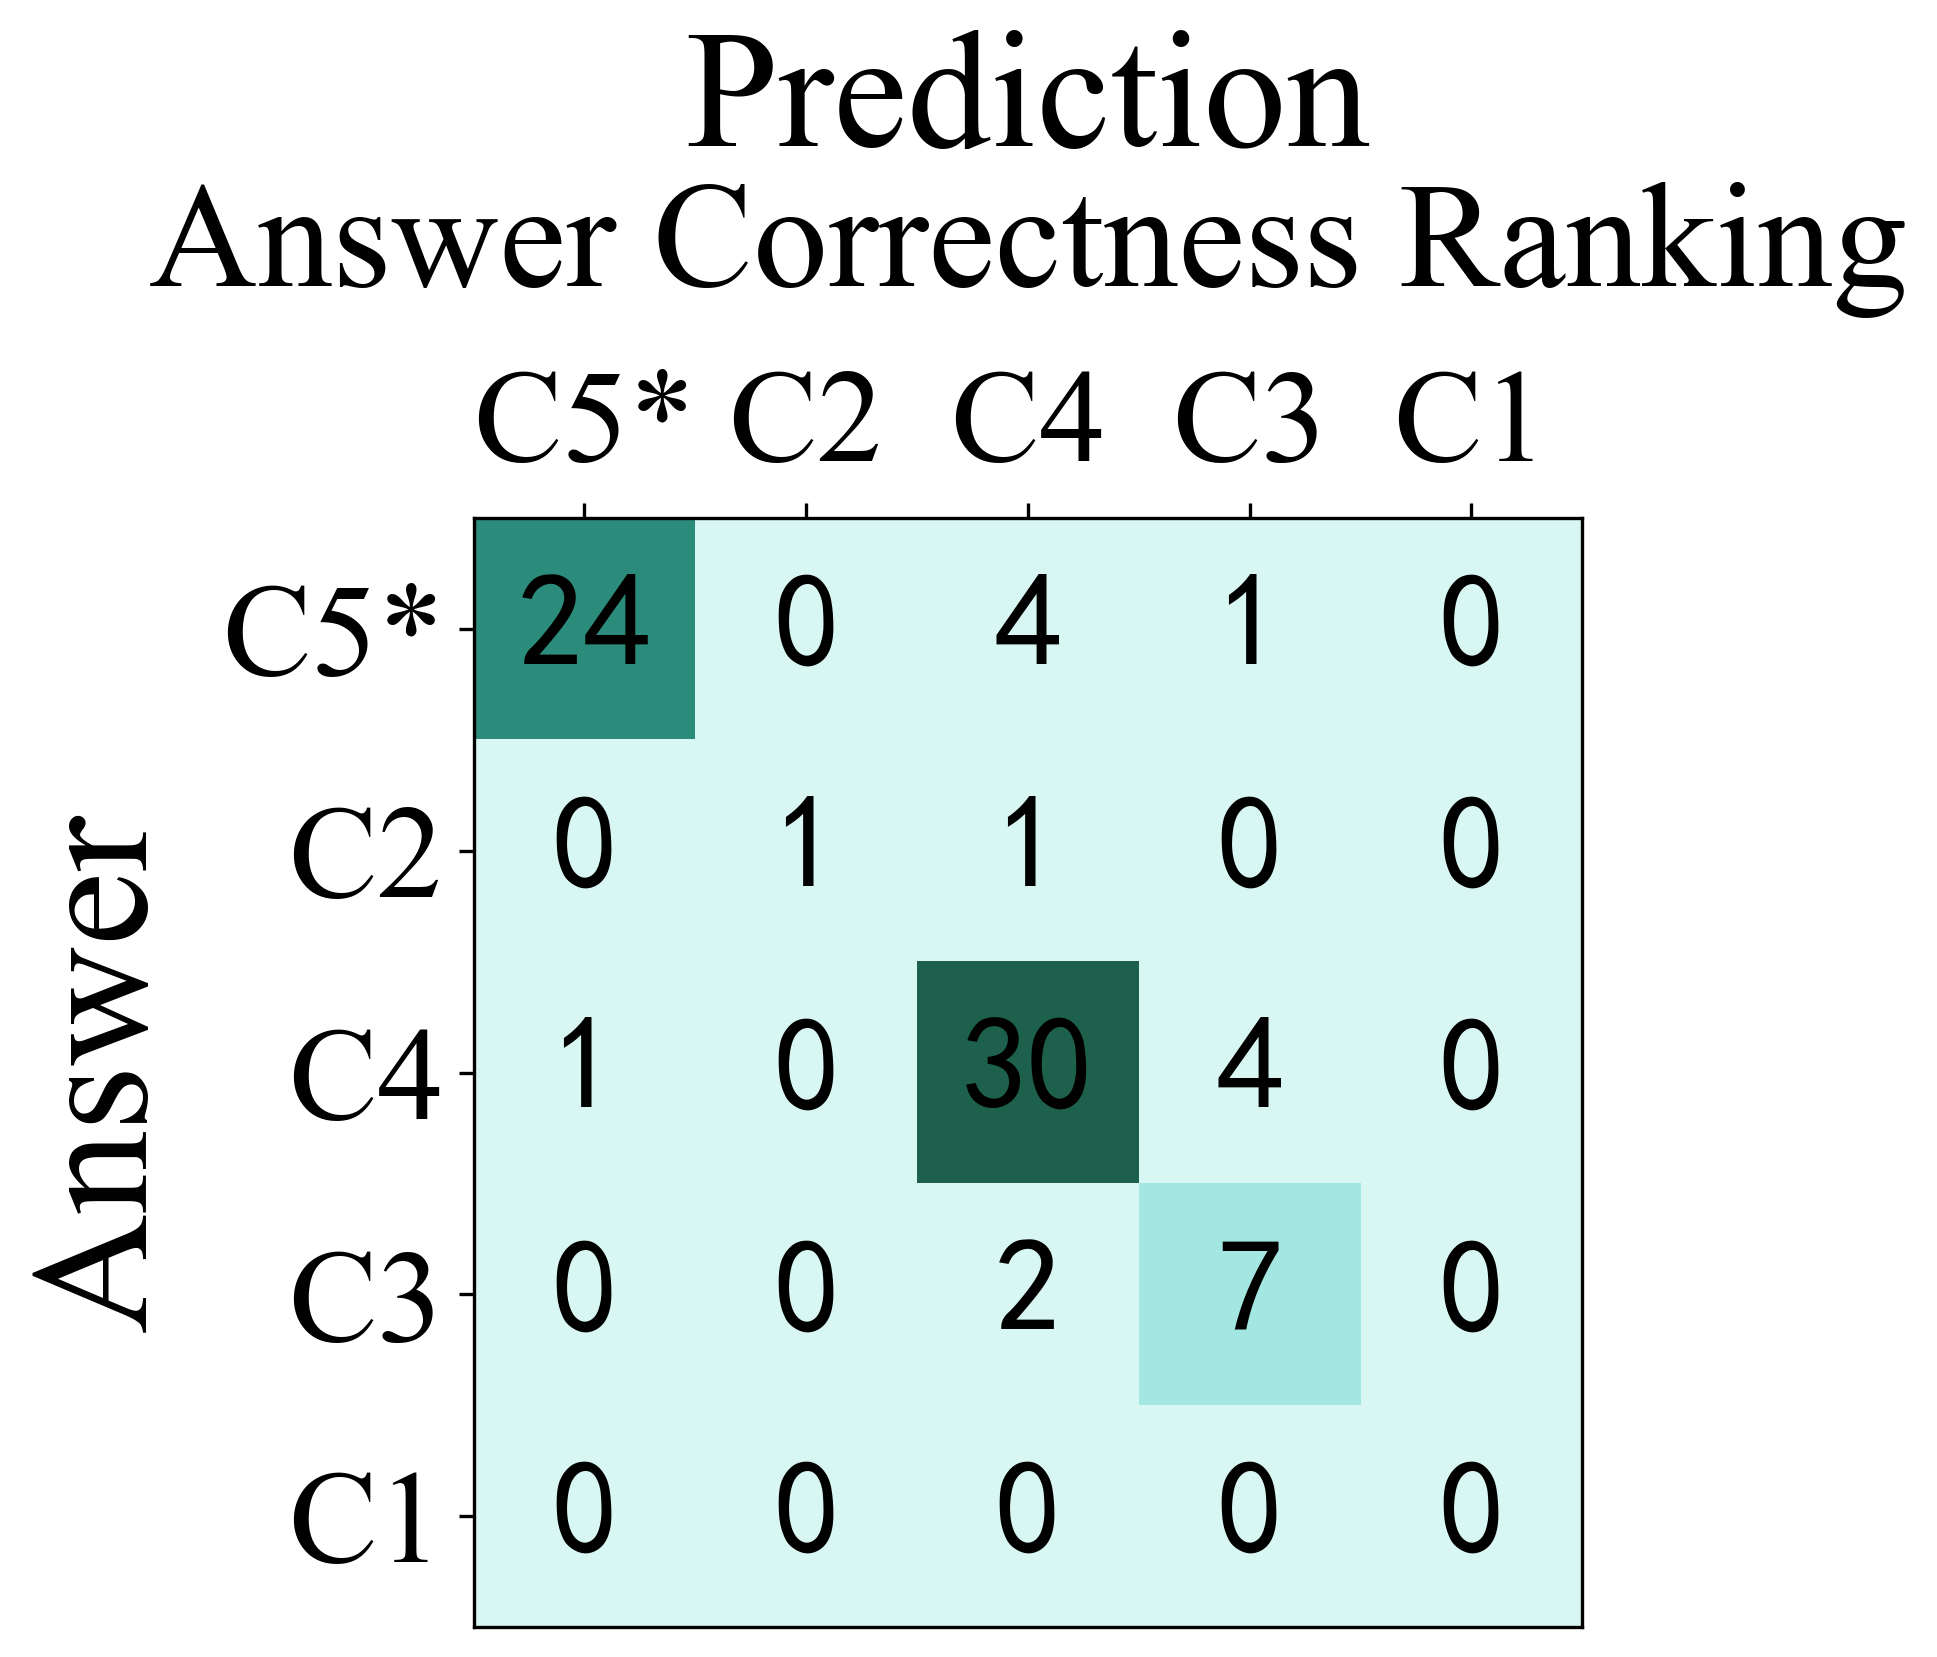 Prediction
Answer Correctness Ranking
C5* C2 C4 C3 C1
Answer
C5* 24 0 4 1 0
C2 0 1 1 0 0
C4 1 0 30 4 0
C3 0 0 2 7 0
C1 0 0 0 0 0